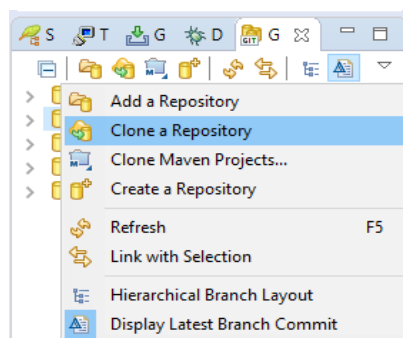 S T G D GIT G
Add a Repository
Clone a Repository
M Clone Maven Projects...
Create a Repository
Refresh F5
Link with Selection
Hierarchical Branch Layout
Display Latest Branch Commit